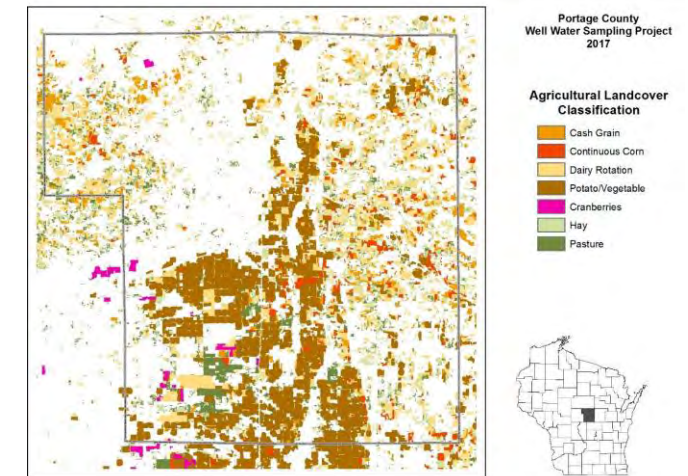 Portage County
Well Water Sampling Project
2017
Agricultural Landcover
Classification
Cash Grain
Continuous Corn
Dairy Rotation
Potato/Vegetable
Cranberries
Hay
Pasture